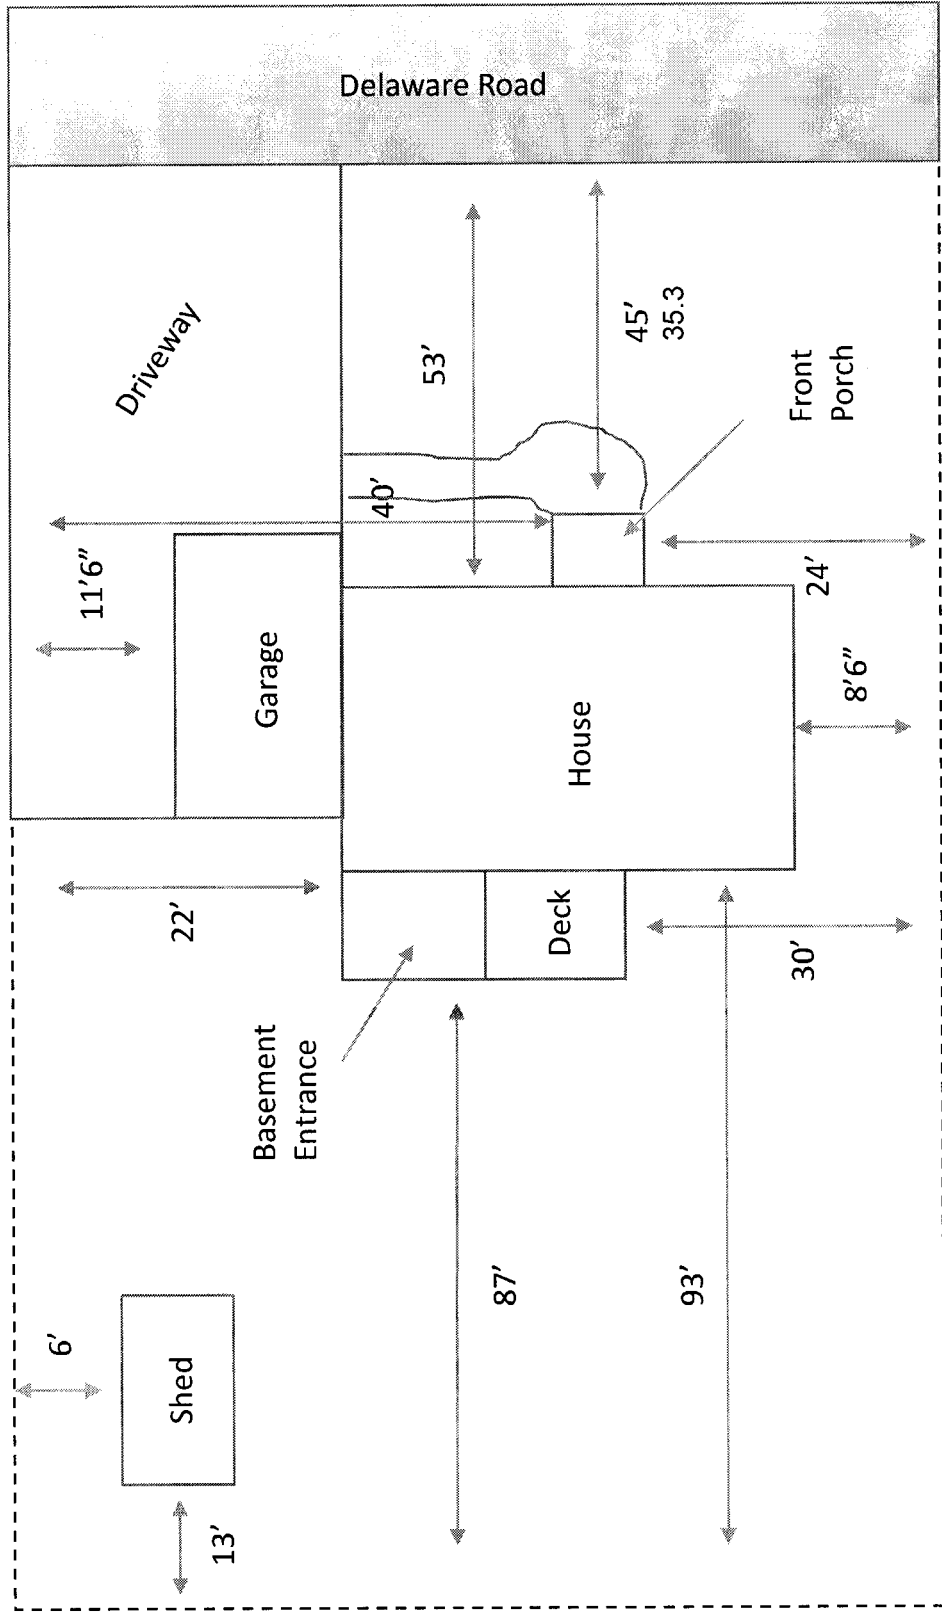 Delaware Road
Driveway
53’
45’
35.3
Front
Porch
40’
11’6”
Garage
24’
8’6”
House
22’
Deck
30’
Basement
Entrance
87’
93’
6’
Shed
13’